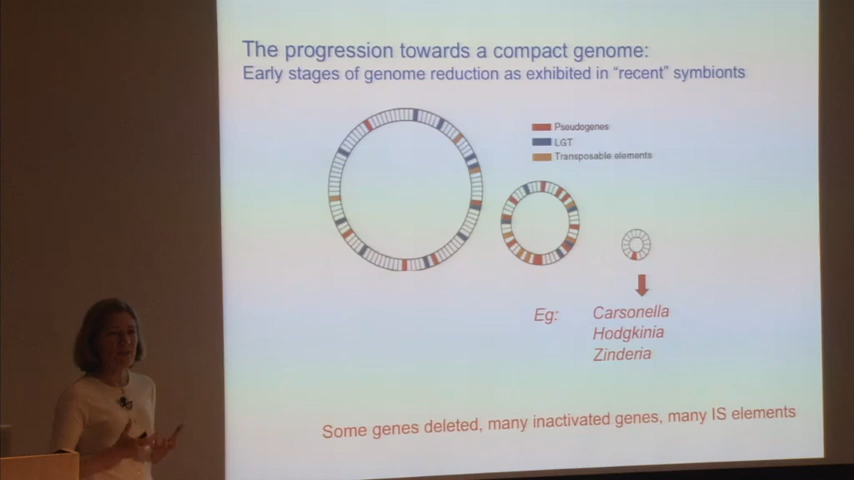 The progression towards a compact genome:
Early stages of genome reduction as exhibited in "recent" symbionts
Pseudogenes
LGT
Transposable elements
Eg: Carsonella
Hodgkinia
Zinderia
Some genes deleted, many inactivated genes, many IS elements